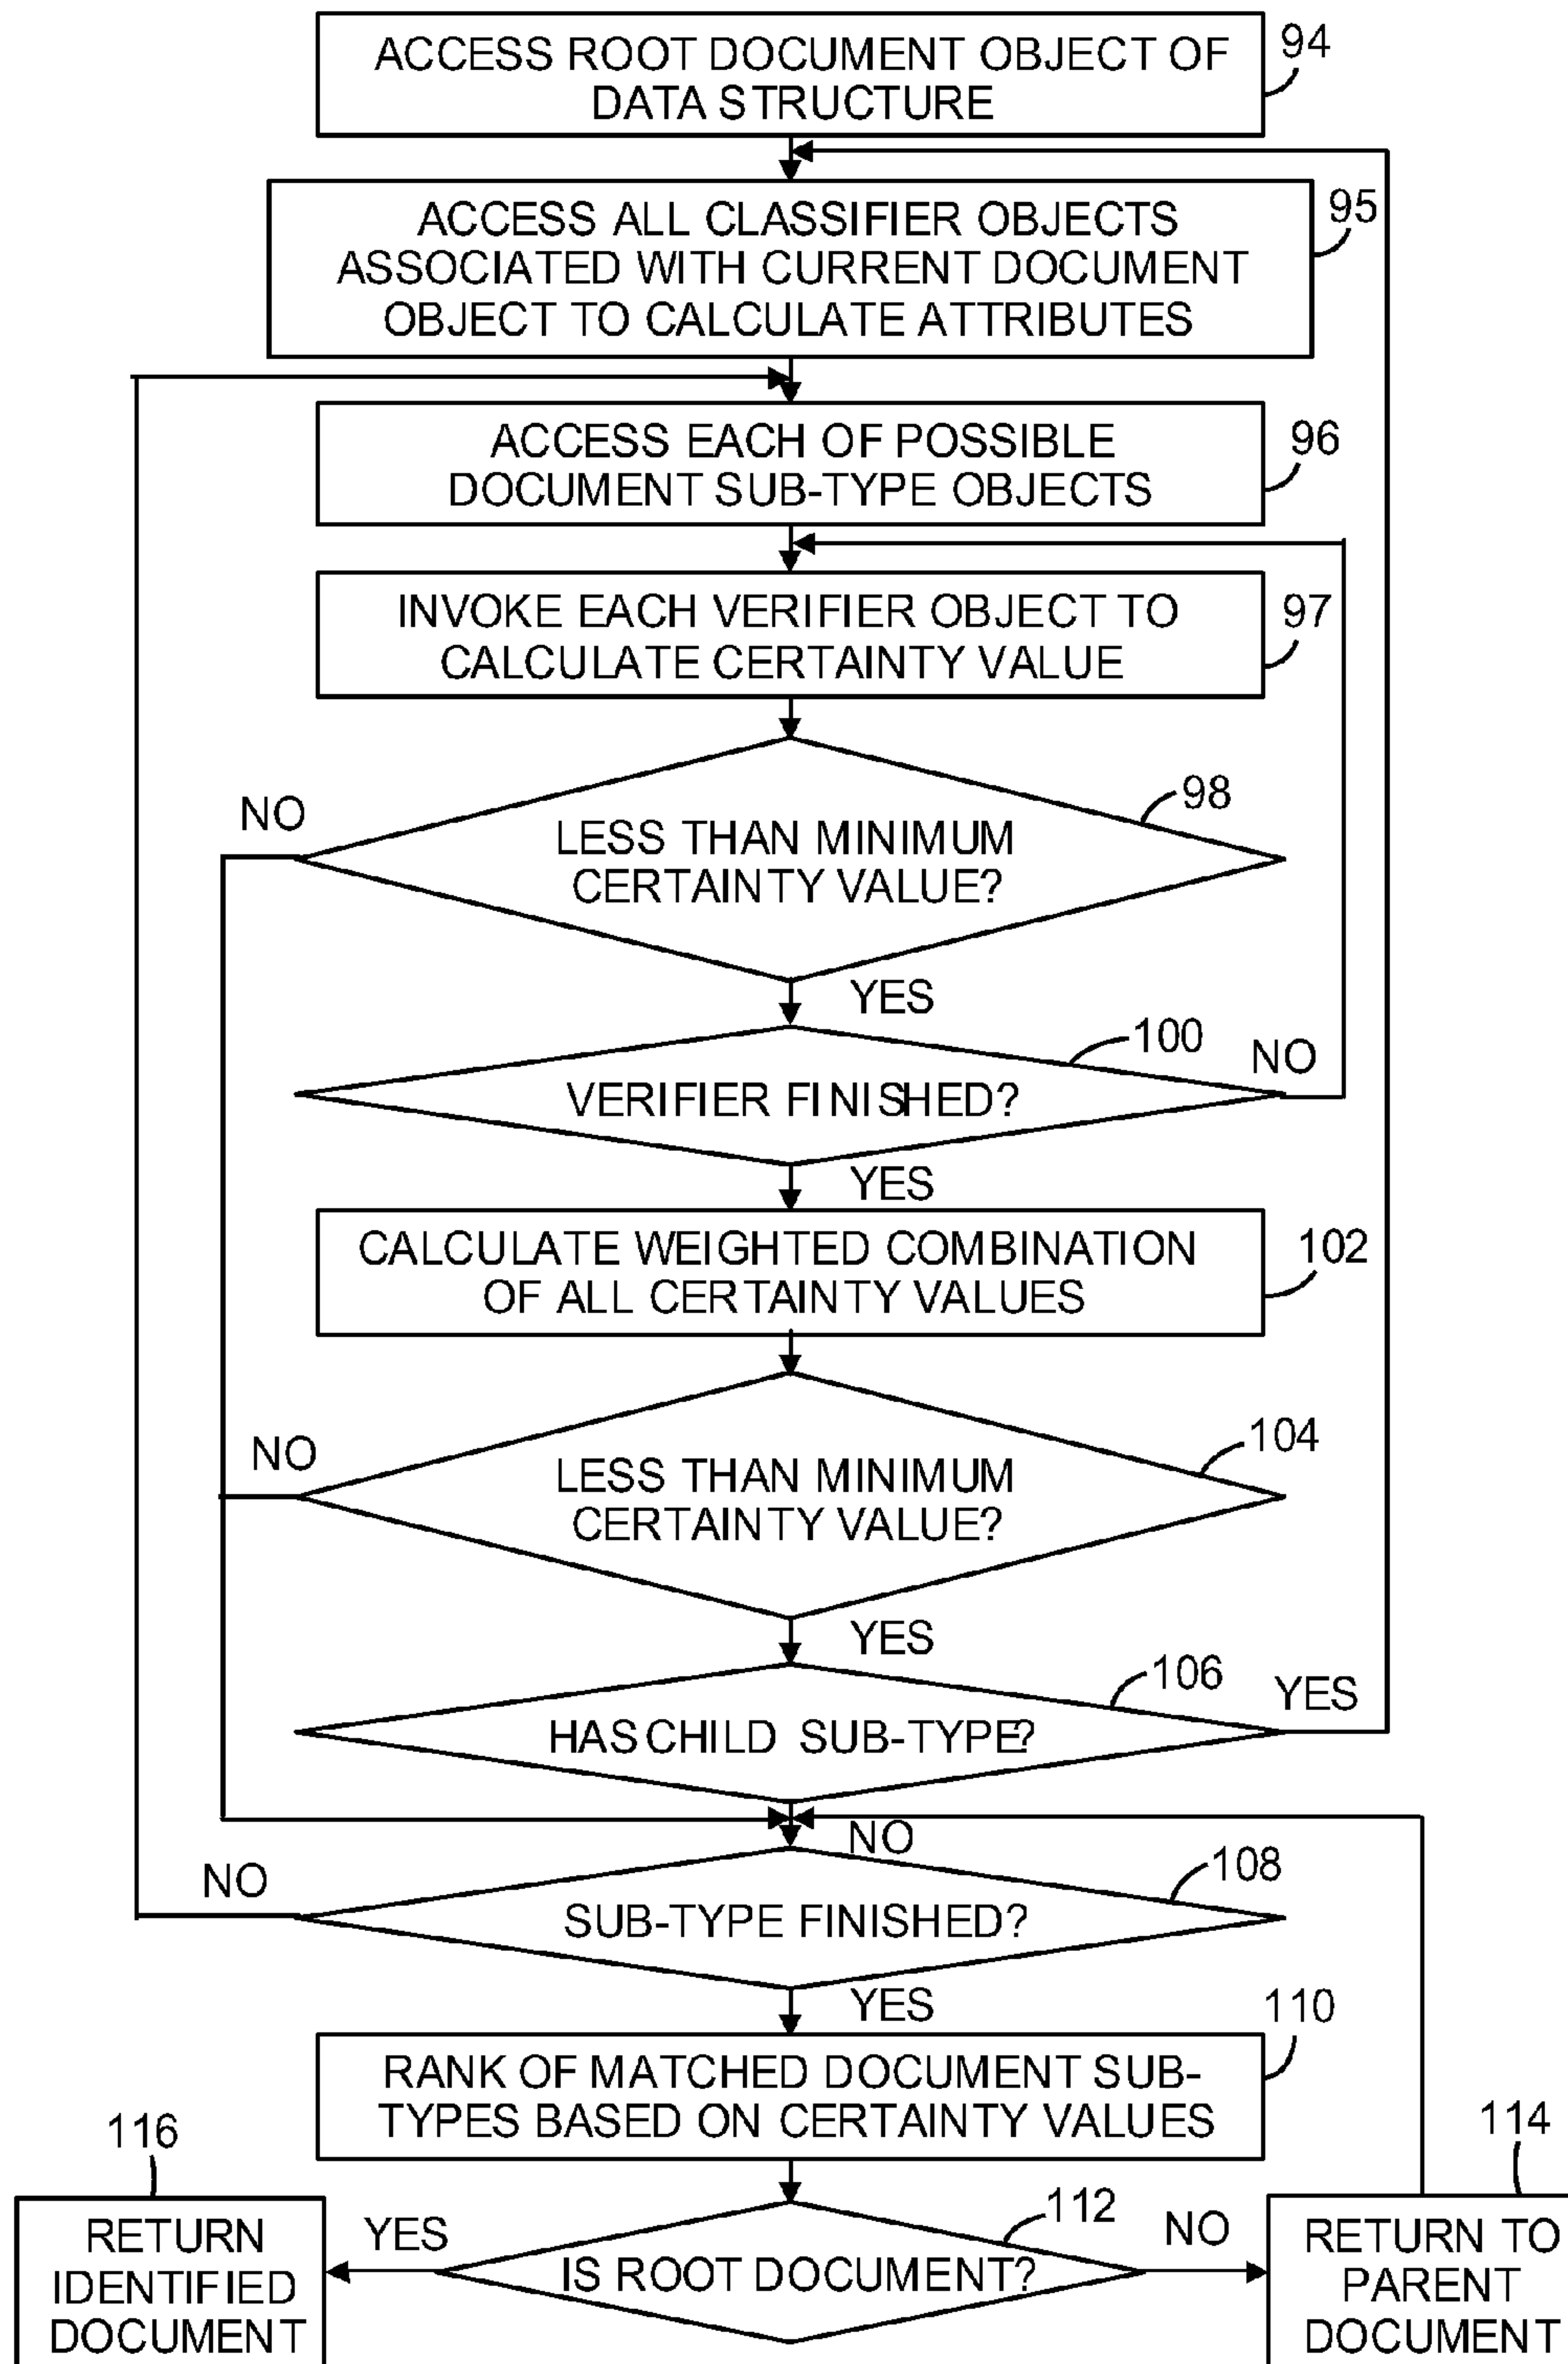 ACCESS ROOT DOCUMENT OBJECT OF
DATA STRUCTURE
94
ACCESS ALL CLASSIFIER OBJECTS
ASSOCIATED WITH CURRENT DOCUMENT
OBJECT TO CALCULATE ATTRIBUTES
95
ACCESS EACH OF POSSIBLE
DOCUMENT SUB-TYPE OBJECTS
96
INVOKE EACH VERIFIER OBJECT TO
CALCULATE CERTAINTY VALUE
97
NO
98
LESS THAN MINIMUM
CERTAINTY VALUE?
YES
100
NO
VERIFIER FINISHED?
YES
CALCULATE WEIGHTED COMBINATION
OF ALL CERTAINTY VALUES
102
NO
104
LESS THAN MINIMUM
CERTAINTY VALUE?
YES
106
YES
HAS CHILD SUB-TYPE?
NO
NO
108
SUB-TYPE FINISHED?
YES
110
RANK OF MATCHED DOCUMENT SUB-
TYPES BASED ON CERTAINTY VALUES
116
114
RETURN
IDENTIFIED
DOCUMENT
YES
112
IS ROOT DOCUMENT?
NO
RETURN TO
PARENT
DOCUMENT